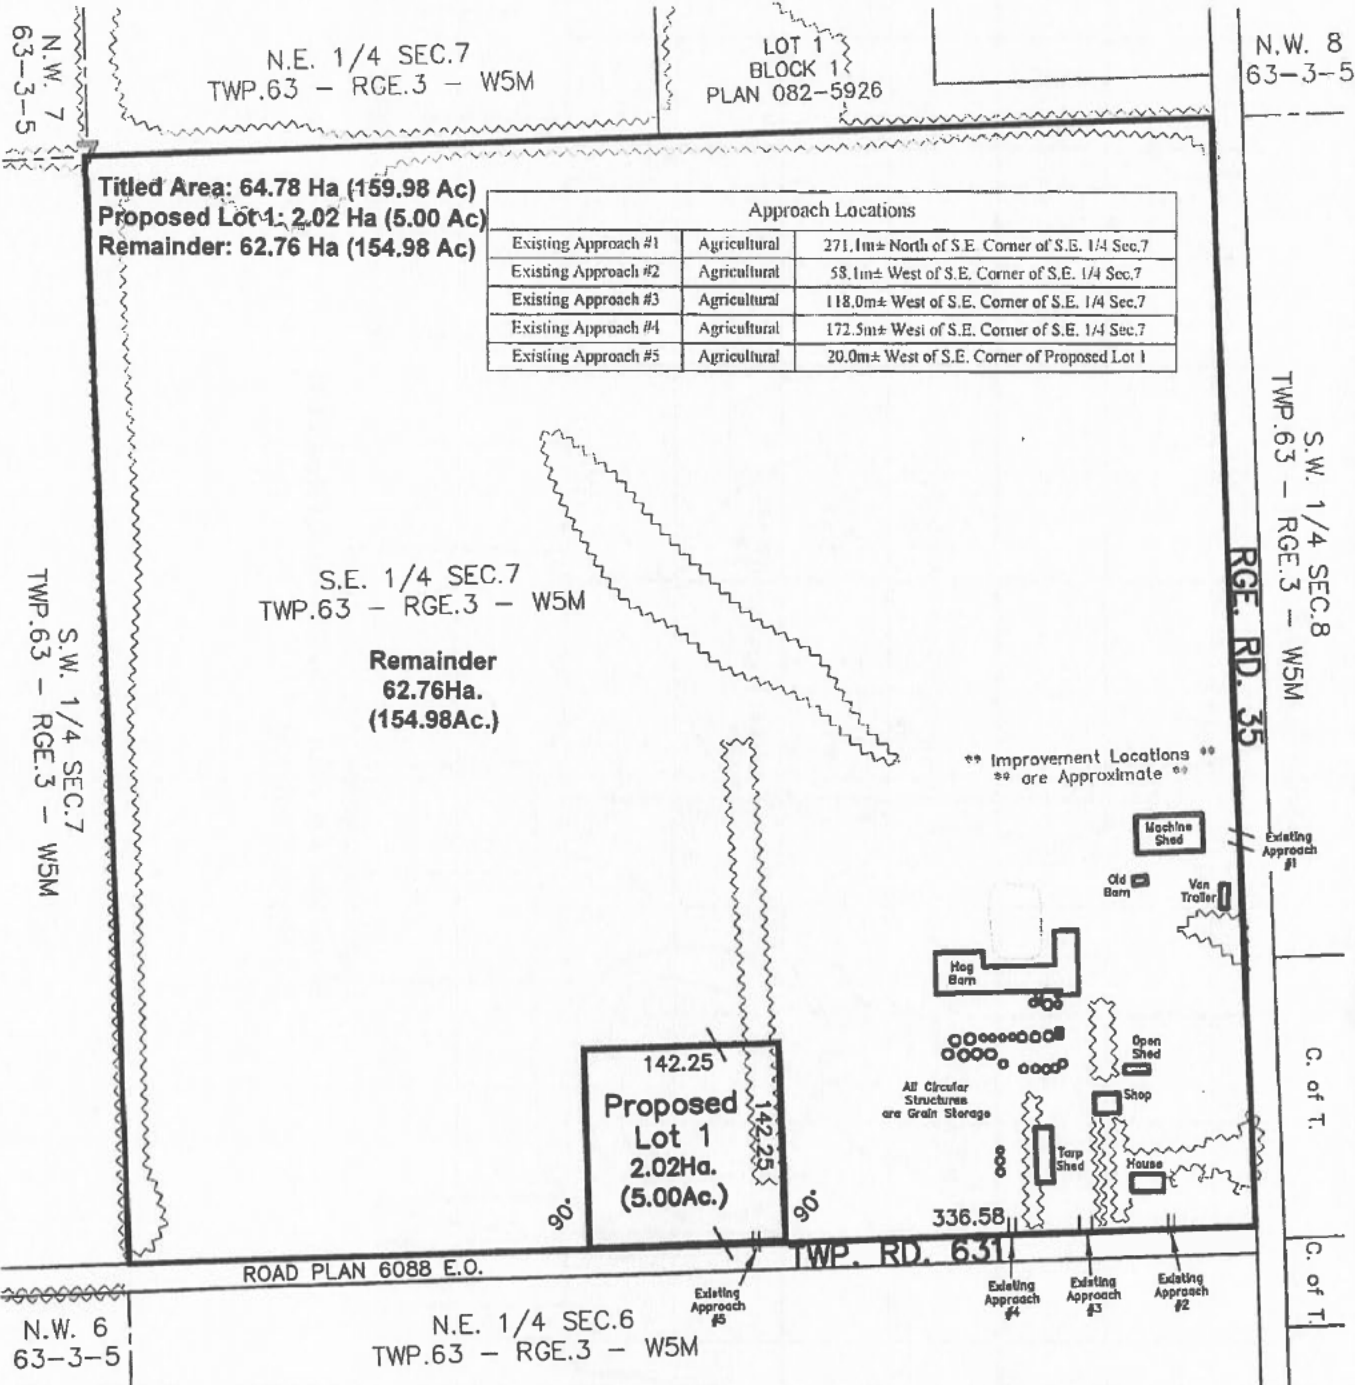 N.W. 7
63-3-5
N.E. 1/4 SEC.7
TWP.63 - RGE.3 - W5M
LOT 1
BLOCK 1
PLAN 082-5926
N.W. 8
63-3-5
Titled Area: 64.78 Ha (159.98 Ac)
Proposed Lot 1: 2.02 Ha (5.00 Ac)
Remainder: 62.76 Ha (154.98 Ac)
Approach Locations
Existing Approach #1 Agricultural 271.1m± North of S.E. Corner of S.E. 1/4 Sec.7
Existing Approach #2 Agricultural 58.1m± West of S.E. Corner of S.E. 1/4 Sec.7
Existing Approach #3 Agricultural 118.0m± West of S.E. Corner of S.E. 1/4 Sec.7
Existing Approach #4 Agricultural 172.5m± West of S.E. Corner of S.E. 1/4 Sec.7
Existing Approach #5 Agricultural 20.0m± West of S.E. Corner of Proposed Lot 1
S.W. 1/4 SEC.8
TWP.63 - RGE.3 - W5M
RGE. RD. 35
S.E. 1/4 SEC.7
TWP.63 - RGE.3 - W5M
Remainder
62.76Ha.
(154.98Ac.)
S.W. 1/4 SEC.7
TWP.63 - RGE.3 - W5M
** Improvement Locations **
** are Approximate **
Machine
Shed
Existing
Approach
#1
Old
Barn
Van
Trailer
Hog
Barn
Open
Shed
Shop
All Circular
Structures
are Grain Storage
Tarp
Shed
House
142.25
142.25
Proposed
Lot 1
2.02Ha.
(5.00Ac.)
90°
90°
336.58
C. of T.
C. of T.
TWP. RD. 631
ROAD PLAN 6088 E.O.
Existing
Approach
#5
Existing
Approach
#4
Existing
Approach
#3
Existing
Approach
#2
N.W. 6
63-3-5
N.E. 1/4 SEC.6
TWP.63 - RGE.3 - W5M